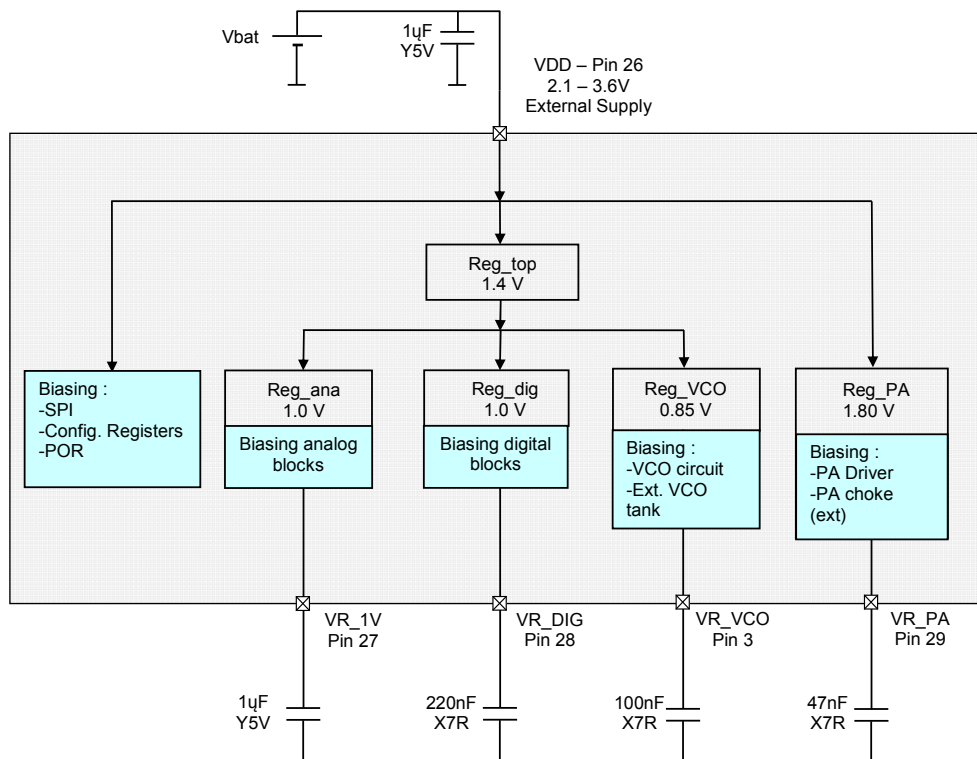 Vbat
1ųF
Y5V
VDD – Pin 26
2.1 – 3.6V
External Supply
Reg_top
1.4 V
Biasing :
-SPI
-Config. Registers
-POR
Reg_ana
1.0 V
Biasing analog
blocks
Reg_dig
1.0 V
Biasing digital
blocks
Reg_VCO
0.85 V
Biasing :
-VCO circuit
-Ext. VCO
tank
Reg_PA
1.80 V
Biasing :
-PA Driver
-PA choke
(ext)
VR_1V
Pin 27
VR_DIG
Pin 28
VR_VCO
Pin 3
VR_PA
Pin 29
1ųF
Y5V
220nF
X7R
100nF
X7R
47nF
X7R